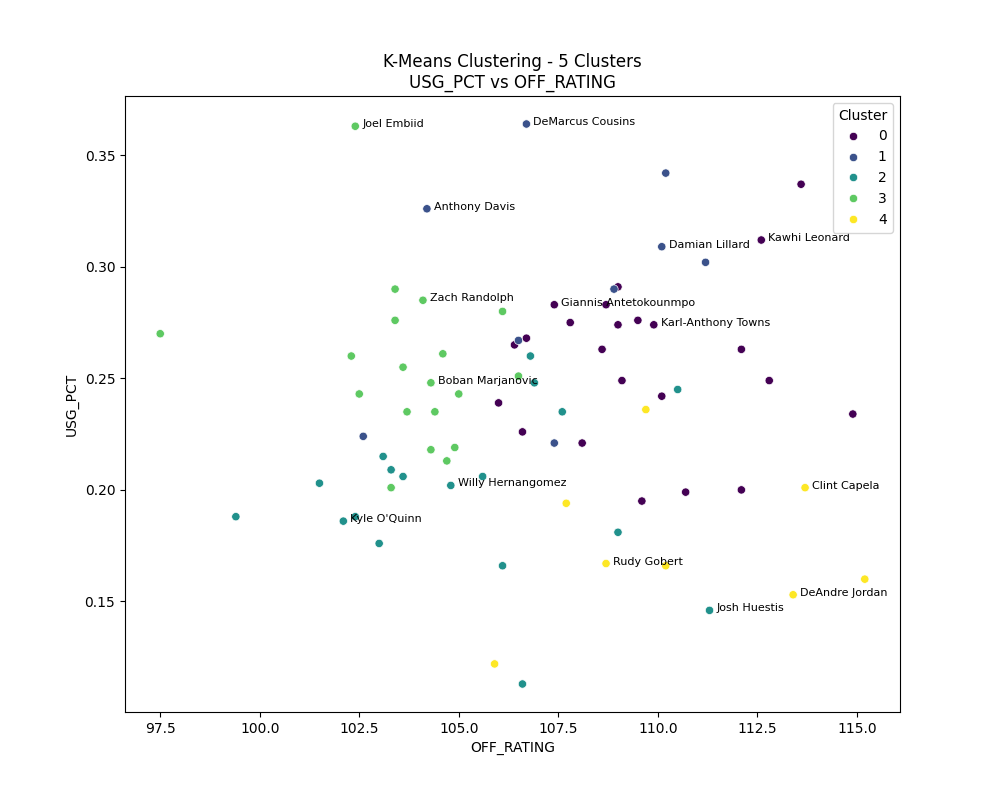 K-Means Clustering - 5 Clusters
USG_PCT vs OFF_RATING
Cluster
0
1
2
3
4
Joel Embiid
DeMarcus Cousins
Anthony Davis
Damian Lillard
Kawhi Leonard
Zach Randolph
Giannis Antetokounmpo
Karl-Anthony Towns
Boban Marjanovic
Willy Hernangomez
Clint Capela
Kyle O'Quinn
Rudy Gobert
DeAndre Jordan
Josh Huestis
0.35
0.30
0.25
0.20
0.15
USG_PCT
97.5 100.0 102.5 105.0 107.5 110.0 112.5 115.0
OFF_RATING